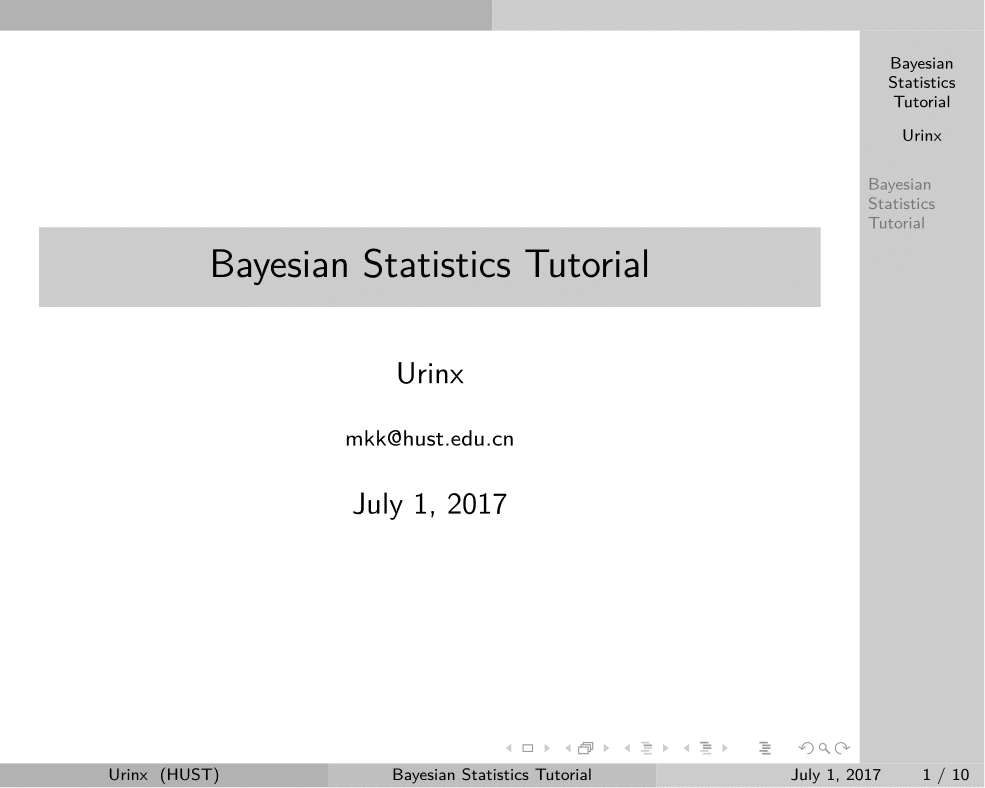 Bayesian Statistics Tutorial
Urinx
mkk@hust.edu.cn
July 1, 2017
Bayesian
Statistics
Tutorial
Urinx
Bayesian
Statistics
Tutorial
Urinx (HUST)
Bayesian Statistics Tutorial
July 1, 2017
1 / 10